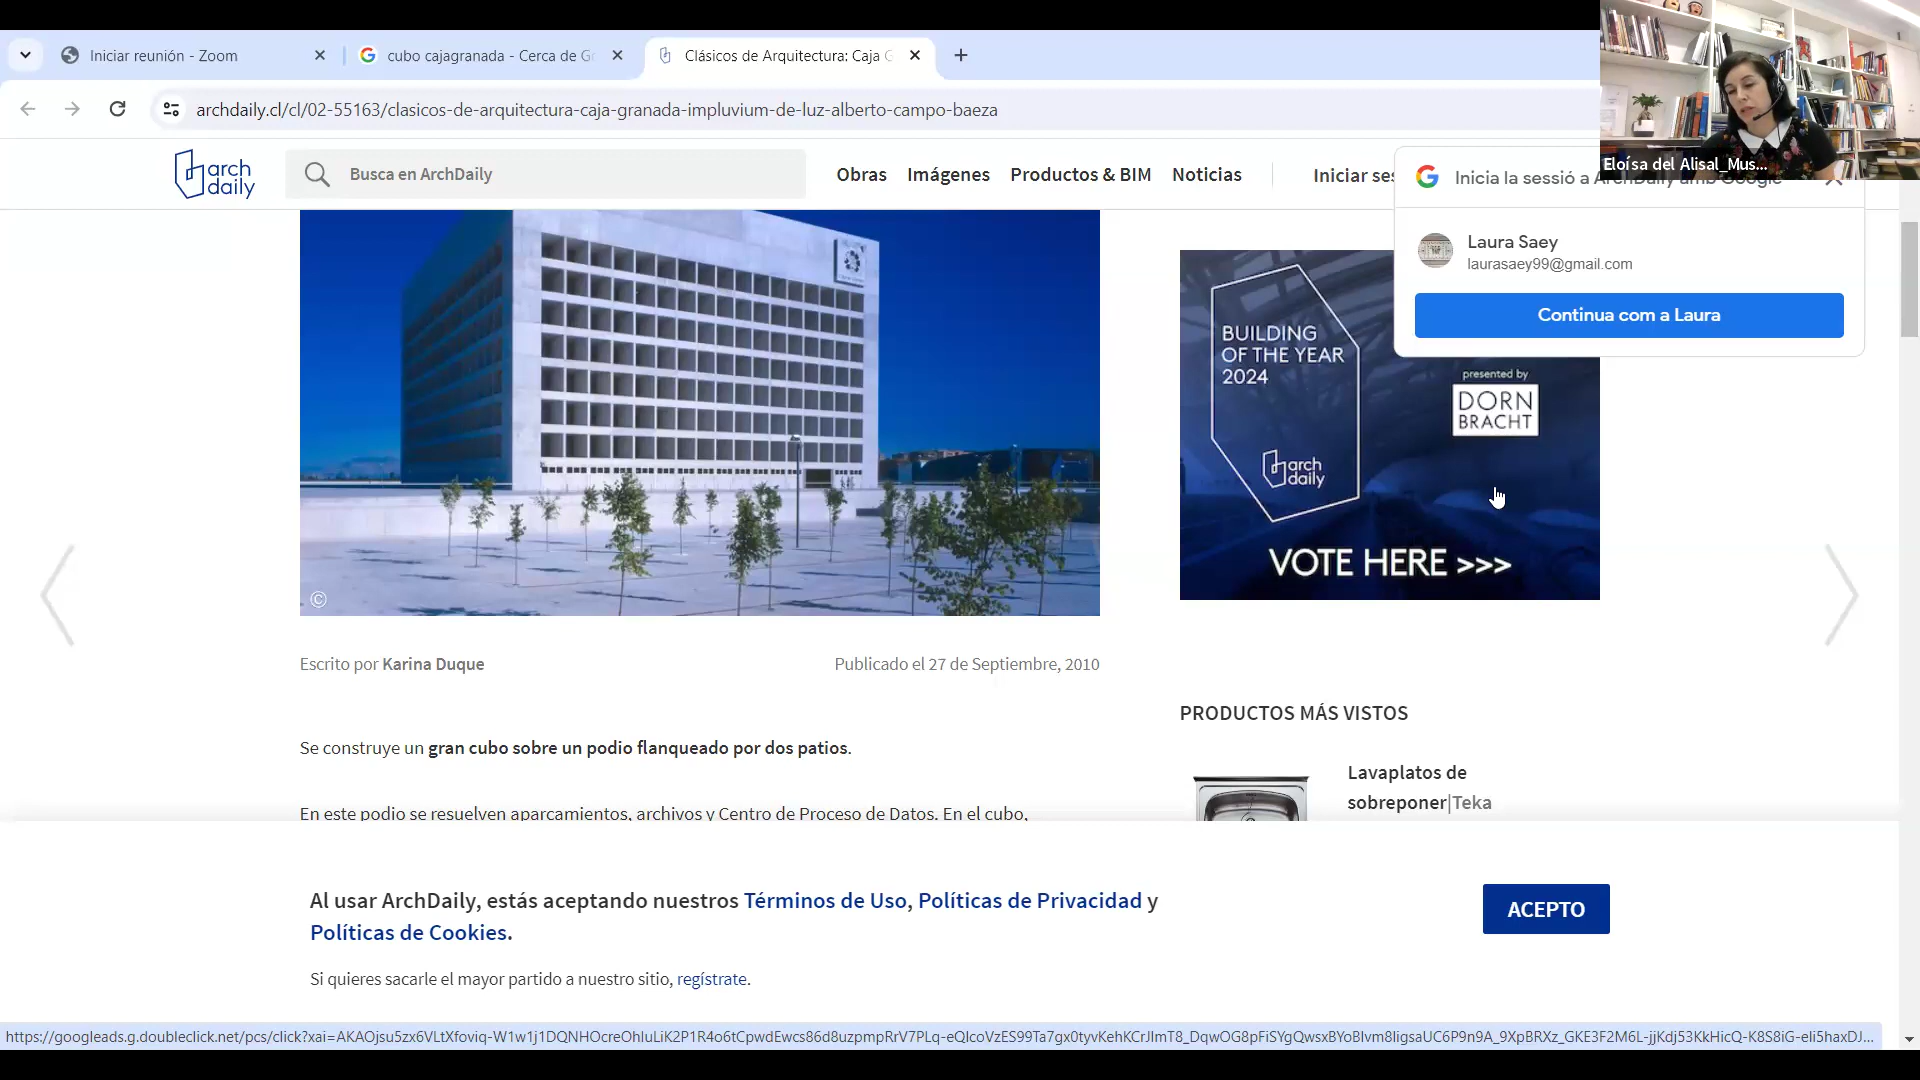 Iniciar reunión - Zoom
cubo cajagranada - Cerca de Gr
Clásicos de Arquitectura: Caja G
archdaily.cl/cl/02-55163/clasicos-de-arquitectura-caja-granada-impluvium-de-luz-alberto-campo-baeza
Eloísa del Alisal_Mus...
arch
daily
Busca en ArchDaily
Obras
Imágenes
Productos & BIM
Noticias
Iniciar ses
Inicia la sessió a ArchDaily amb Google
Laura Saey
laurasaey99@gmail.com
Continua com a Laura
BUILDING
OF THE YEAR
2024
presented by
DORN
BRACHT
arch
daily
VOTE HERE >>>
©
Escrito por Karina Duque
Publicado el 27 de Septiembre, 2010
Se construye un gran cubo sobre un podio flanqueado por dos patios.
En este podio se resuelven aparcamientos, archivos y Centro de Proceso de Datos. En el cubo,
PRODUCTOS MÁS VISTOS
Lavaplatos de
sobreponer|Teka
Al usar ArchDaily, estás aceptando nuestros Términos de Uso, Políticas de Privacidad y
Políticas de Cookies.
Si quieres sacarle el mayor partido a nuestro sitio, regístrate.
ACEPTO